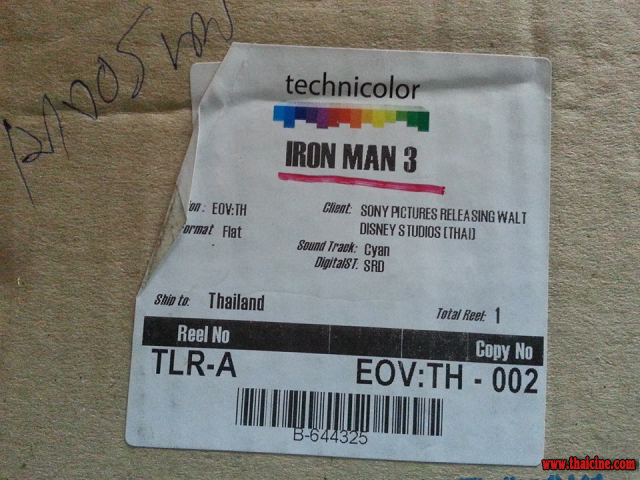 technicolor
IRON MAN 3
ion: EOV:TH
ormat Flat
Client: SONY PICTURES RELEASING WALT
DISNEY STUDIOS (THAI)
Sound Track: Cyan
DigitalST. SRD
Ship to: Thailand
Total Reel: 1
Reel No
Copy No
TLR-A
EOV:TH - 002
B-644325
www.thaicine.com